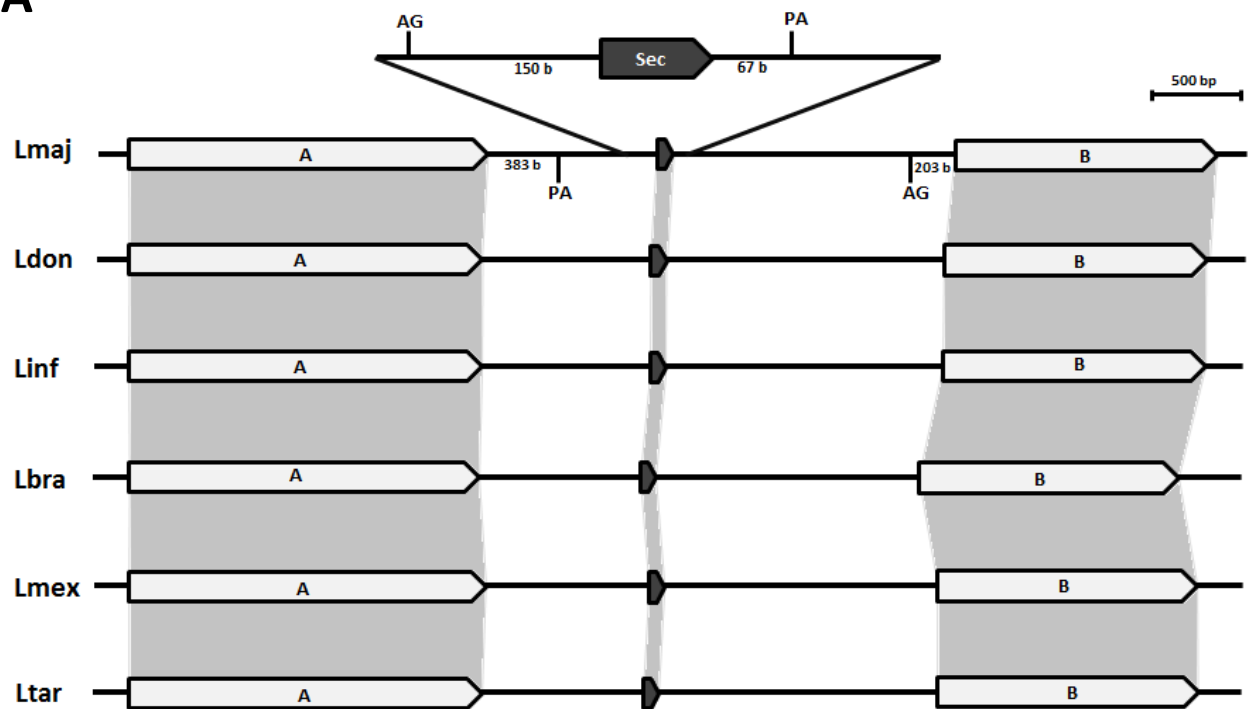 A
AG
PA
Sec
150 b
67 b
500 bp
Lmaj
A
383 b
PA
AG
203 b
B
Ldon
A
B
Linf
A
B
Lbra
A
B
Lmex
A
B
Ltar
A
B